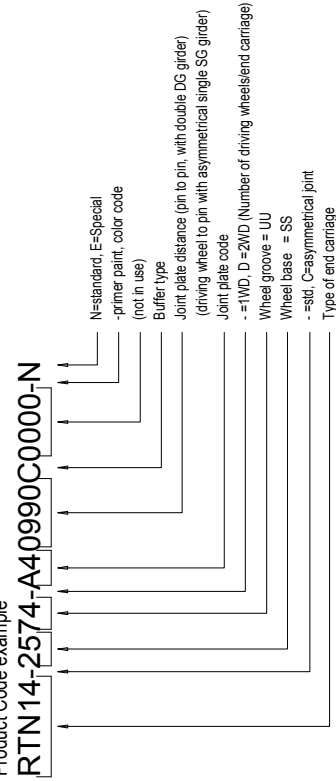 Product Code example
RTN14-2574-A40990C0000-N
N=standard, E=Special
-primer paint, color code
(not in use)
Buffer type
Joint plate distance (pin to pin, with double DG girder)
(driving wheel to pin with asymmetrical single SG girder)
Joint plate code
- =1WD, D =2WD (Number of driving wheels/end carriage)
Wheel groove = UU
Wheel base = SS
- =std, C=asymmetrical joint
Type of end carriage